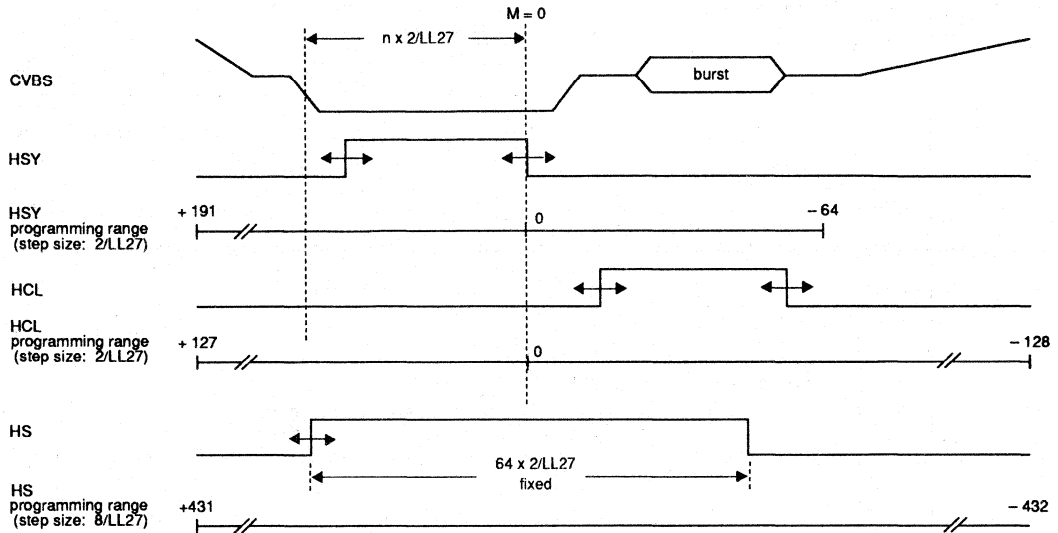 M = 0
n x 2/LL27
CVBS
burst
HSY
HSY
programming range
(step size: 2/LL27)
+ 191
0
– 64
HCL
HCL
programming range
(step size: 2/LL27)
+ 127
0
– 128
HS
64 x 2/LL27
fixed
HS
programming range
(step size: 8/LL27)
+431
– 432